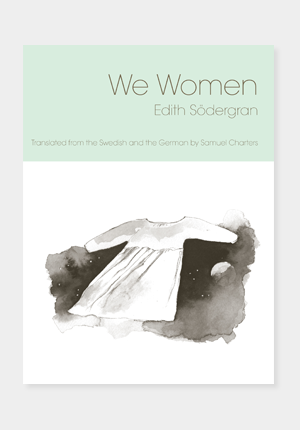 We Women
Edith Södergran
Translated from the Swedish and the German by Samuel Charters